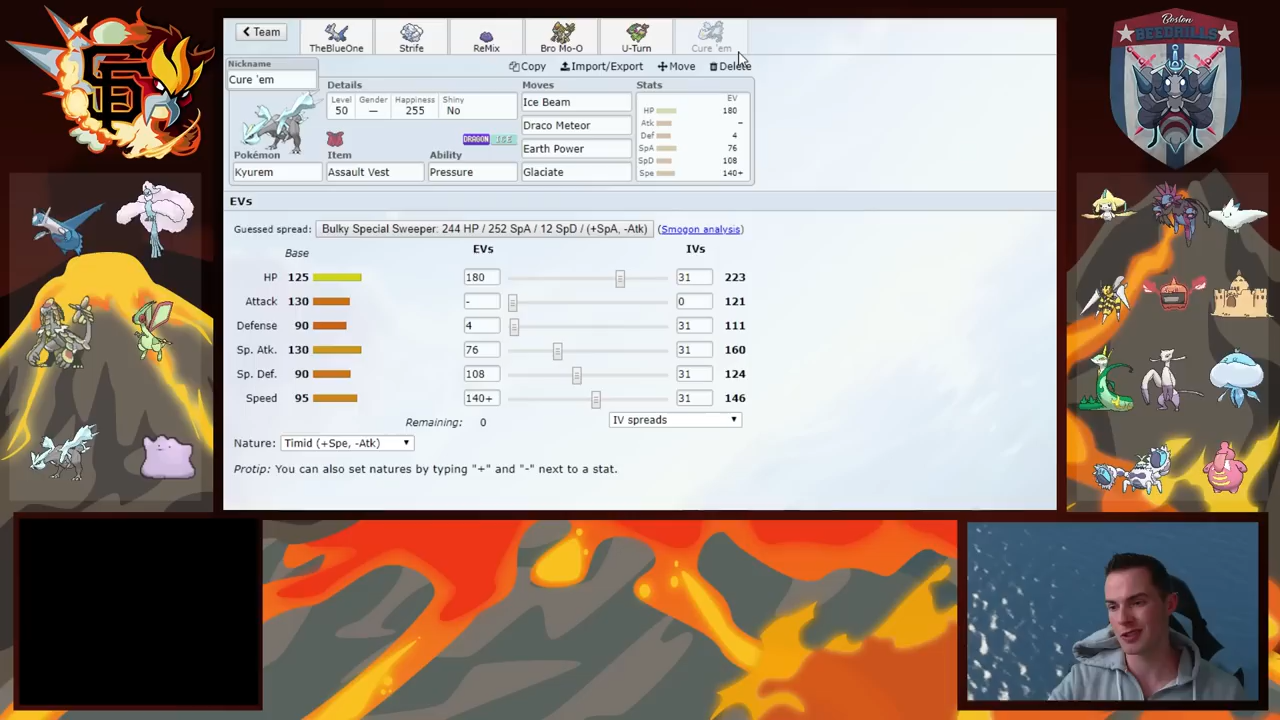 < Team
TheBlueOne
Strife
ReMix
Bro Mo-O
U-Turn
Cure 'em
Copy
Import/Export
Move
Delete
Nickname
Cure 'em
Details
Level
50
Gender
—
Happiness
255
Shiny
No
DRAGON ICE
Pokémon
Kyurem
Item
Assault Vest
Ability
Pressure
Moves
Ice Beam
Draco Meteor
Earth Power
Glaciate
Stats
EV
HP 180
Atk –
Def 4
SpA 76
SpD 108
Spe 140+
EVs
Guessed spread: Bulky Special Sweeper: 244 HP / 252 SpA / 12 SpD / (+SpA, -Atk) (Smogon analysis)
Base EVs IVs
HP 125 180 31 223
Attack 130 - 0 121
Defense 90 4 31 111
Sp. Atk. 130 76 31 160
Sp. Def. 90 108 31 124
Speed 95 140+ 31 146
Remaining: 0 IV spreads
Nature: Timid (+Spe, -Atk)
Protip: You can also set natures by typing "+" and "-" next to a stat.
SF
Boston
BEEDRILLS